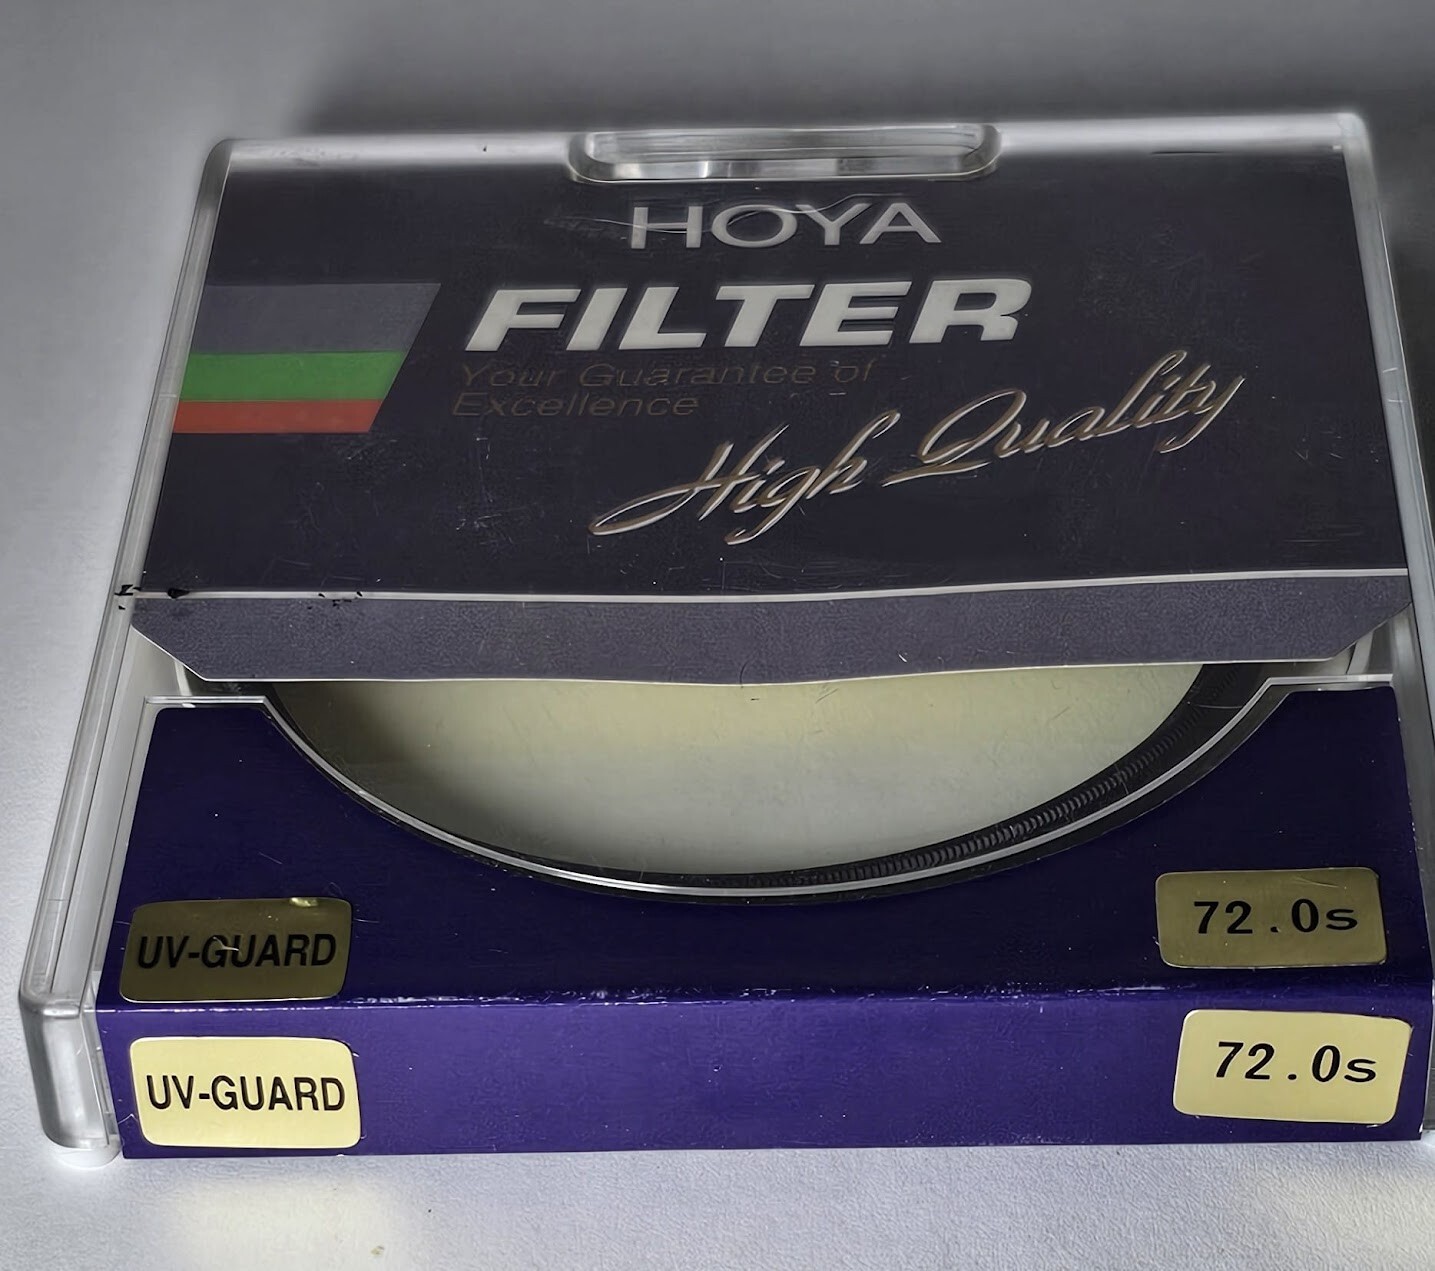 HOYA
FILTER
Your Guarantee of
Excellence
High Quality
UV-GUARD
72.0s
UV-GUARD
72.0s